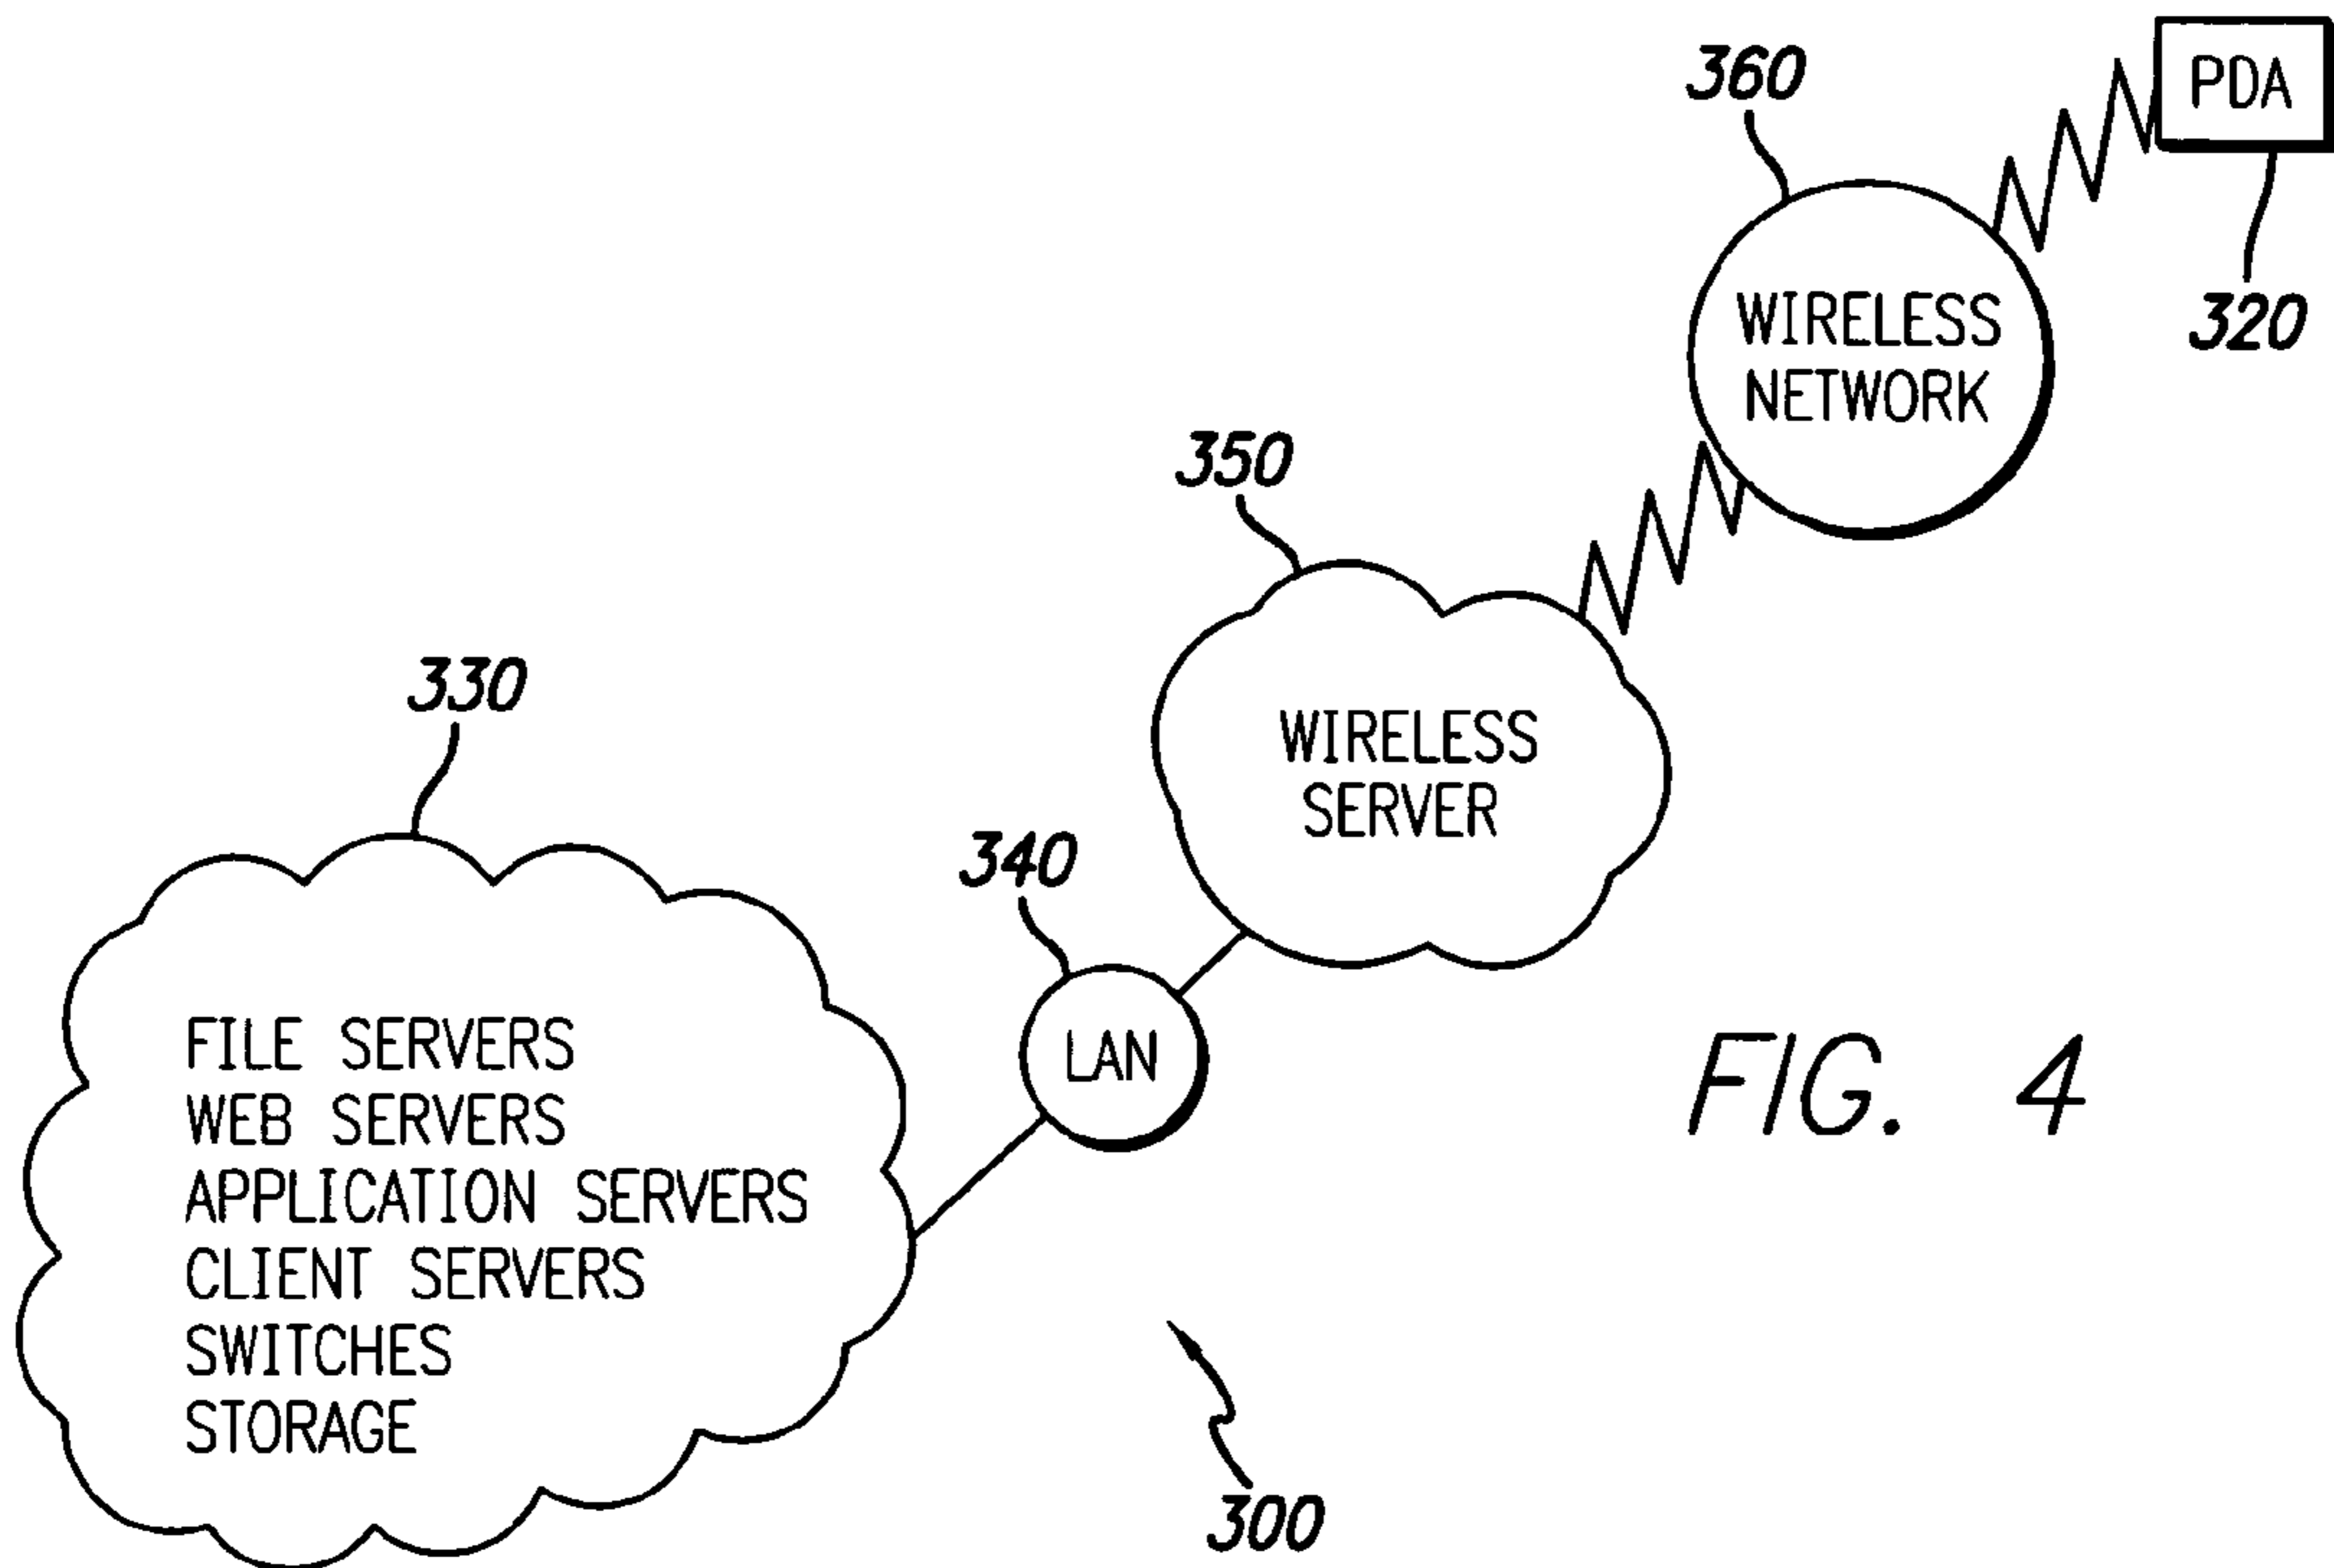 360
PDA
320
WIRELESS
NETWORK
350
330
WIRELESS
SERVER
340
LAN
FILE SERVERS
WEB SERVERS
APPLICATION SERVERS
CLIENT SERVERS
SWITCHES
STORAGE
FIG. 4
300